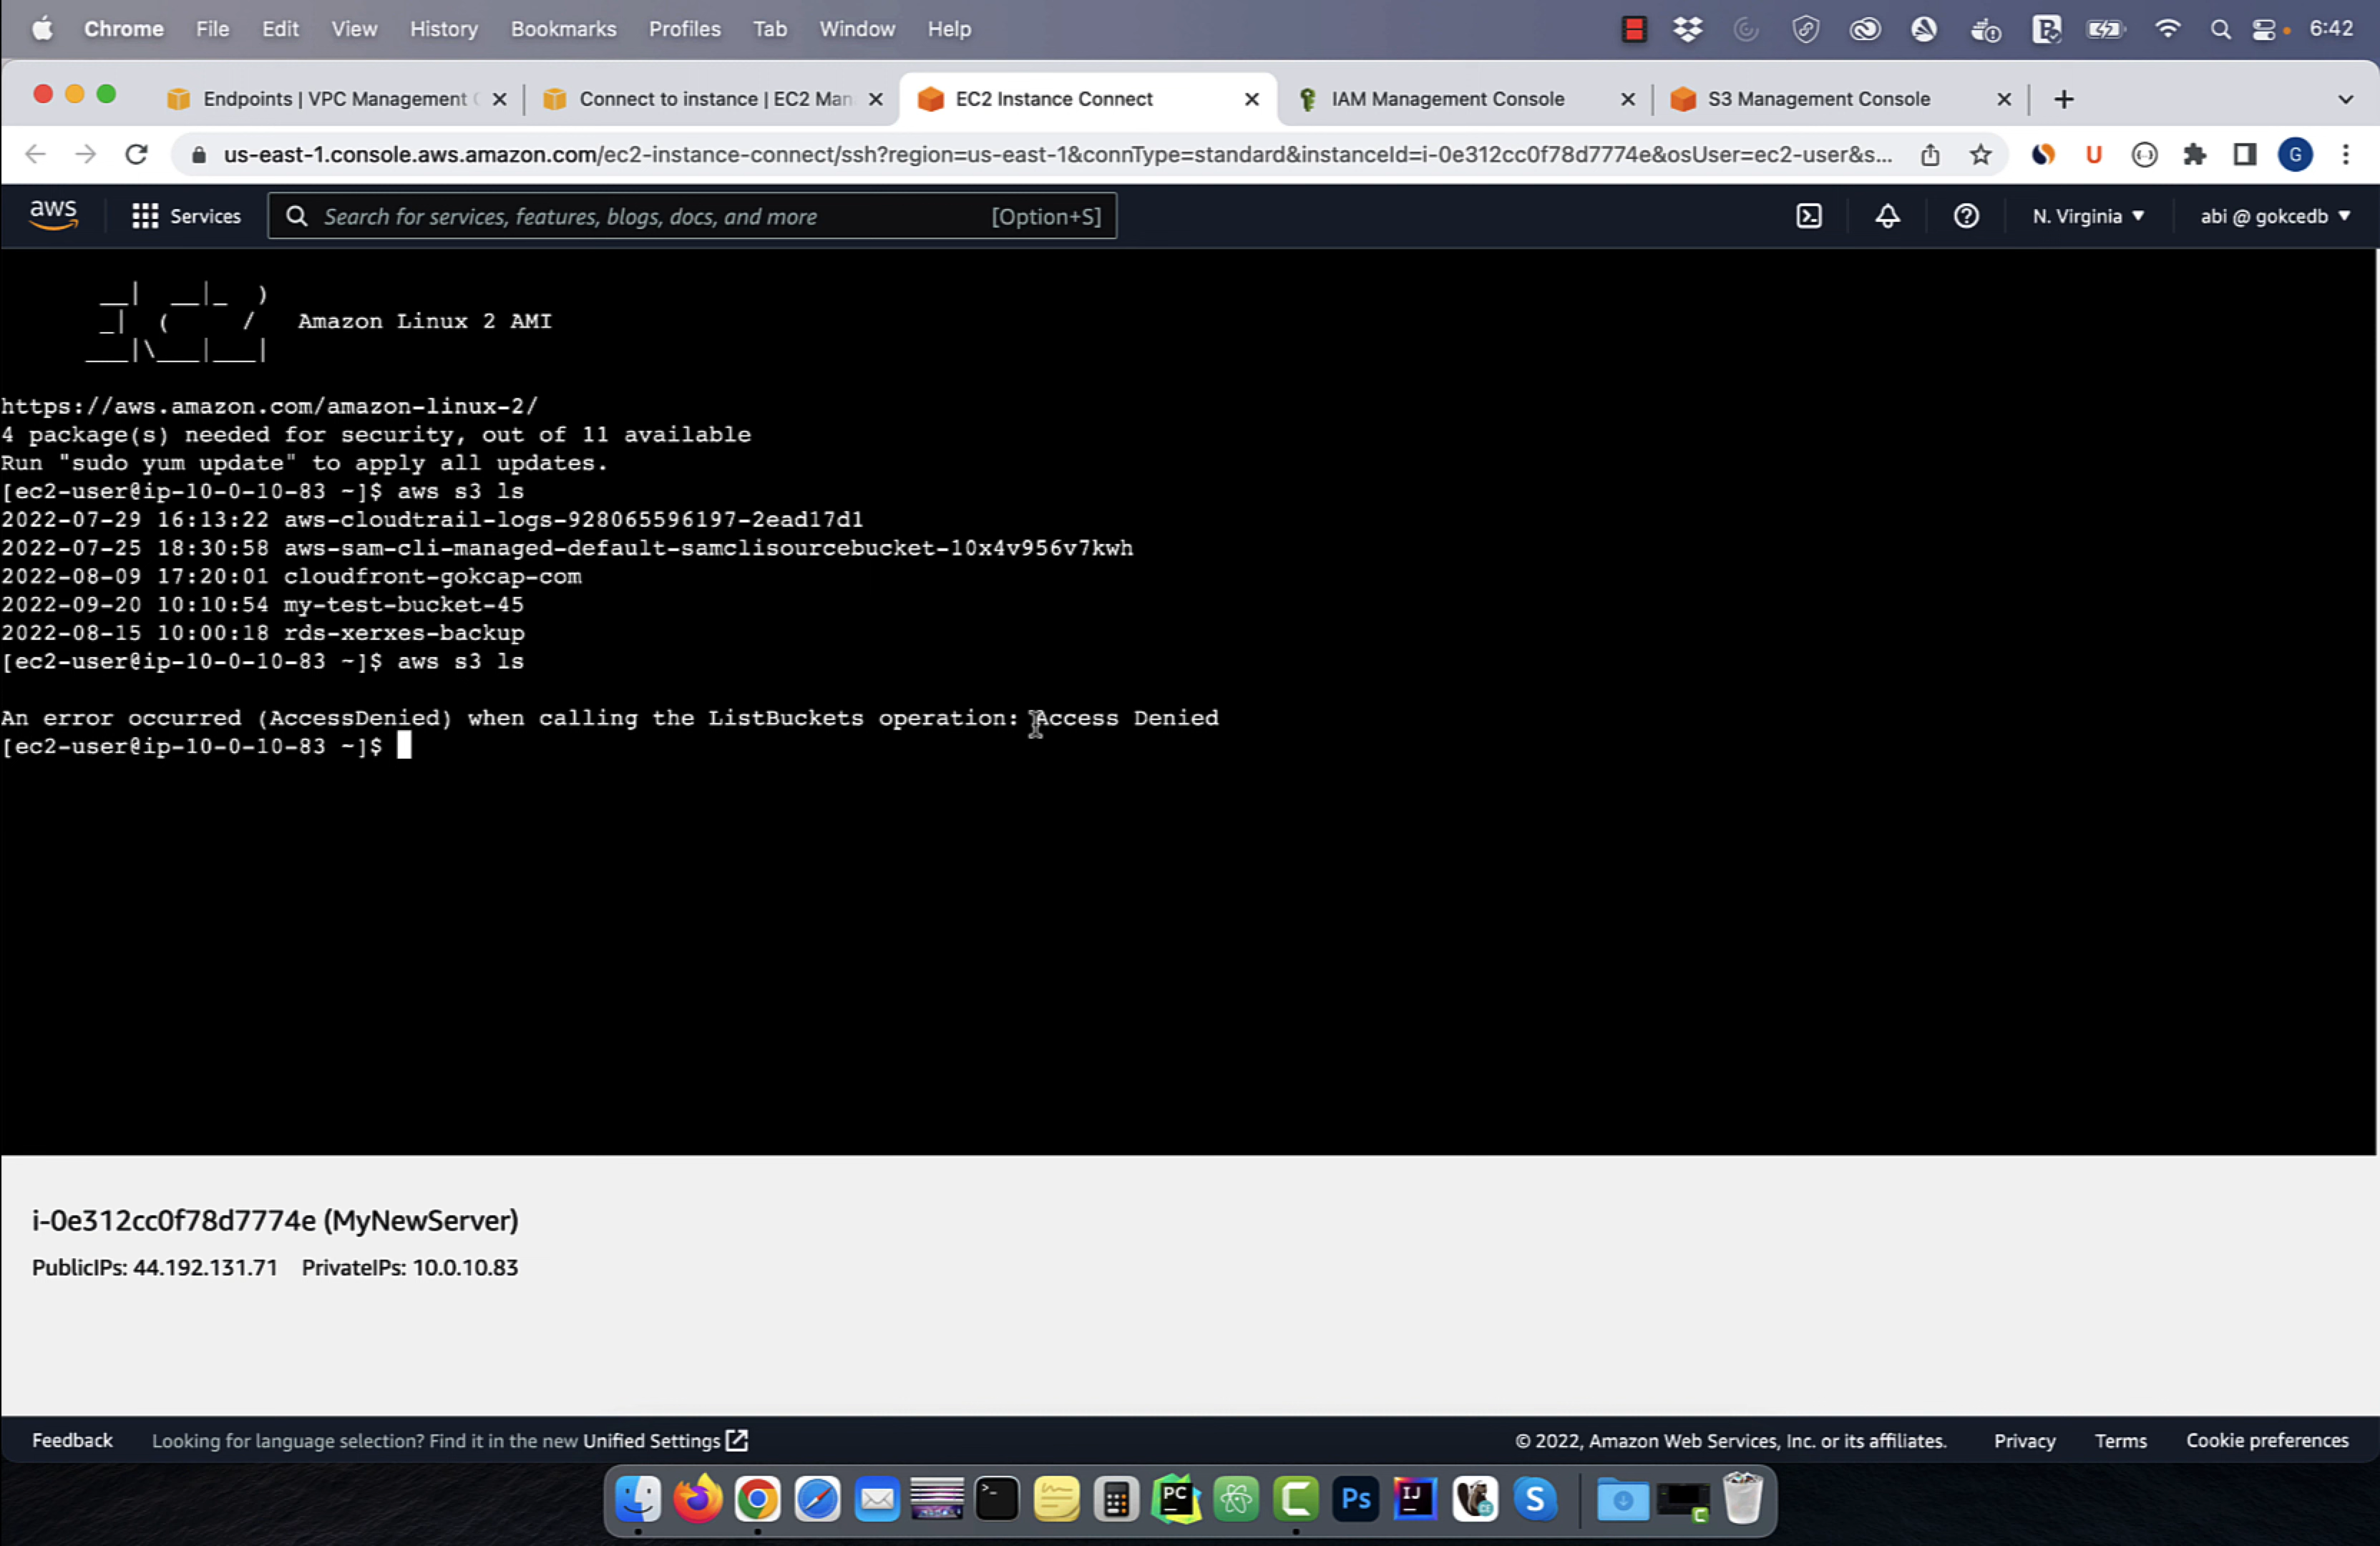 Chrome File Edit View History Bookmarks Profiles Tab Window Help 6:42
Endpoints | VPC Management Connect to instance | EC2 Man EC2 Instance Connect IAM Management Console S3 Management Console
us-east-1.console.aws.amazon.com/ec2-instance-connect/ssh?region=us-east-1&connType=standard&instanceId=i-0e312cc0f78d7774e&osUser=ec2-user&s... U G
aws Services Search for services, features, blogs, docs, and more [Option+S] N. Virginia ▼ abi @ gokcedb ▼
__| __|_ )
_| ( / Amazon Linux 2 AMI
___|\___|___|
https://aws.amazon.com/amazon-linux-2/
4 package(s) needed for security, out of 11 available
Run "sudo yum update" to apply all updates.
[ec2-user@ip-10-0-10-83 ~]$ aws s3 ls
2022-07-29 16:13:22 aws-cloudtrail-logs-928065596197-2ead17d1
2022-07-25 18:30:58 aws-sam-cli-managed-default-samclisourcebucket-10x4v956v7kwh
2022-08-09 17:20:01 cloudfront-gokcap-com
2022-09-20 10:10:54 my-test-bucket-45
2022-08-15 10:00:18 rds-xerxes-backup
[ec2-user@ip-10-0-10-83 ~]$ aws s3 ls
An error occurred (AccessDenied) when calling the ListBuckets operation: Access Denied
[ec2-user@ip-10-0-10-83 ~]$
i-0e312cc0f78d7774e (MyNewServer)
PublicIPs: 44.192.131.71 PrivateIPs: 10.0.10.83
Feedback Looking for language selection? Find it in the new Unified Settings © 2022, Amazon Web Services, Inc. or its affiliates. Privacy Terms Cookie preferences
PC C Ps IJ S